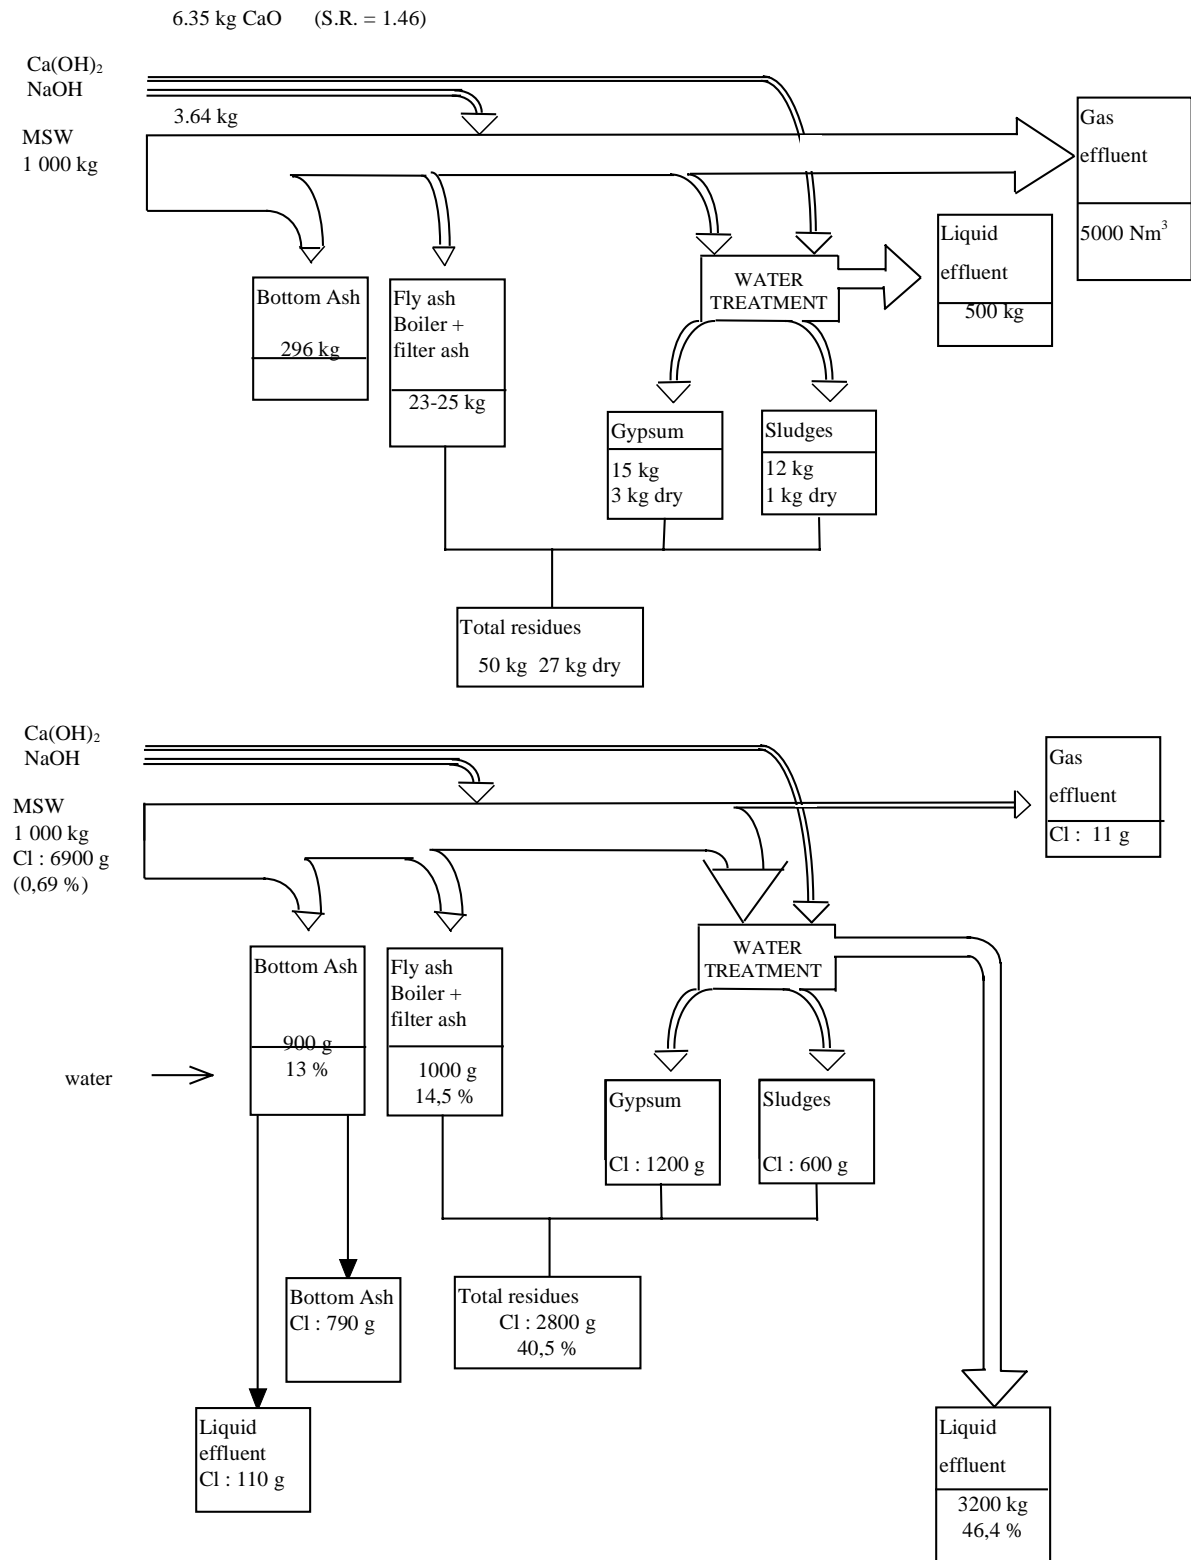 6.35 kg CaO (S.R. = 1.46)
Ca(OH)₂
NaOH
3.64 kg
MSW
1 000 kg
Gas
effluent
5000 Nm³
Liquid
effluent
500 kg
WATER
TREATMENT
Bottom Ash
296 kg
Fly ash
Boiler +
filter ash
23-25 kg
Gypsum
15 kg
3 kg dry
Sludges
12 kg
1 kg dry
Total residues
50 kg 27 kg dry
Ca(OH)₂
NaOH
MSW
1 000 kg
Cl : 6900 g
(0,69 %)
Gas
effluent
Cl : 11 g
WATER
TREATMENT
Bottom Ash
900 g
13 %
Fly ash
Boiler +
filter ash
1000 g
14,5 %
water
Gypsum
Cl : 1200 g
Sludges
Cl : 600 g
Bottom Ash
Cl : 790 g
Total residues
Cl : 2800 g
40,5 %
Liquid
effluent
Cl : 110 g
Liquid
effluent
3200 kg
46,4 %